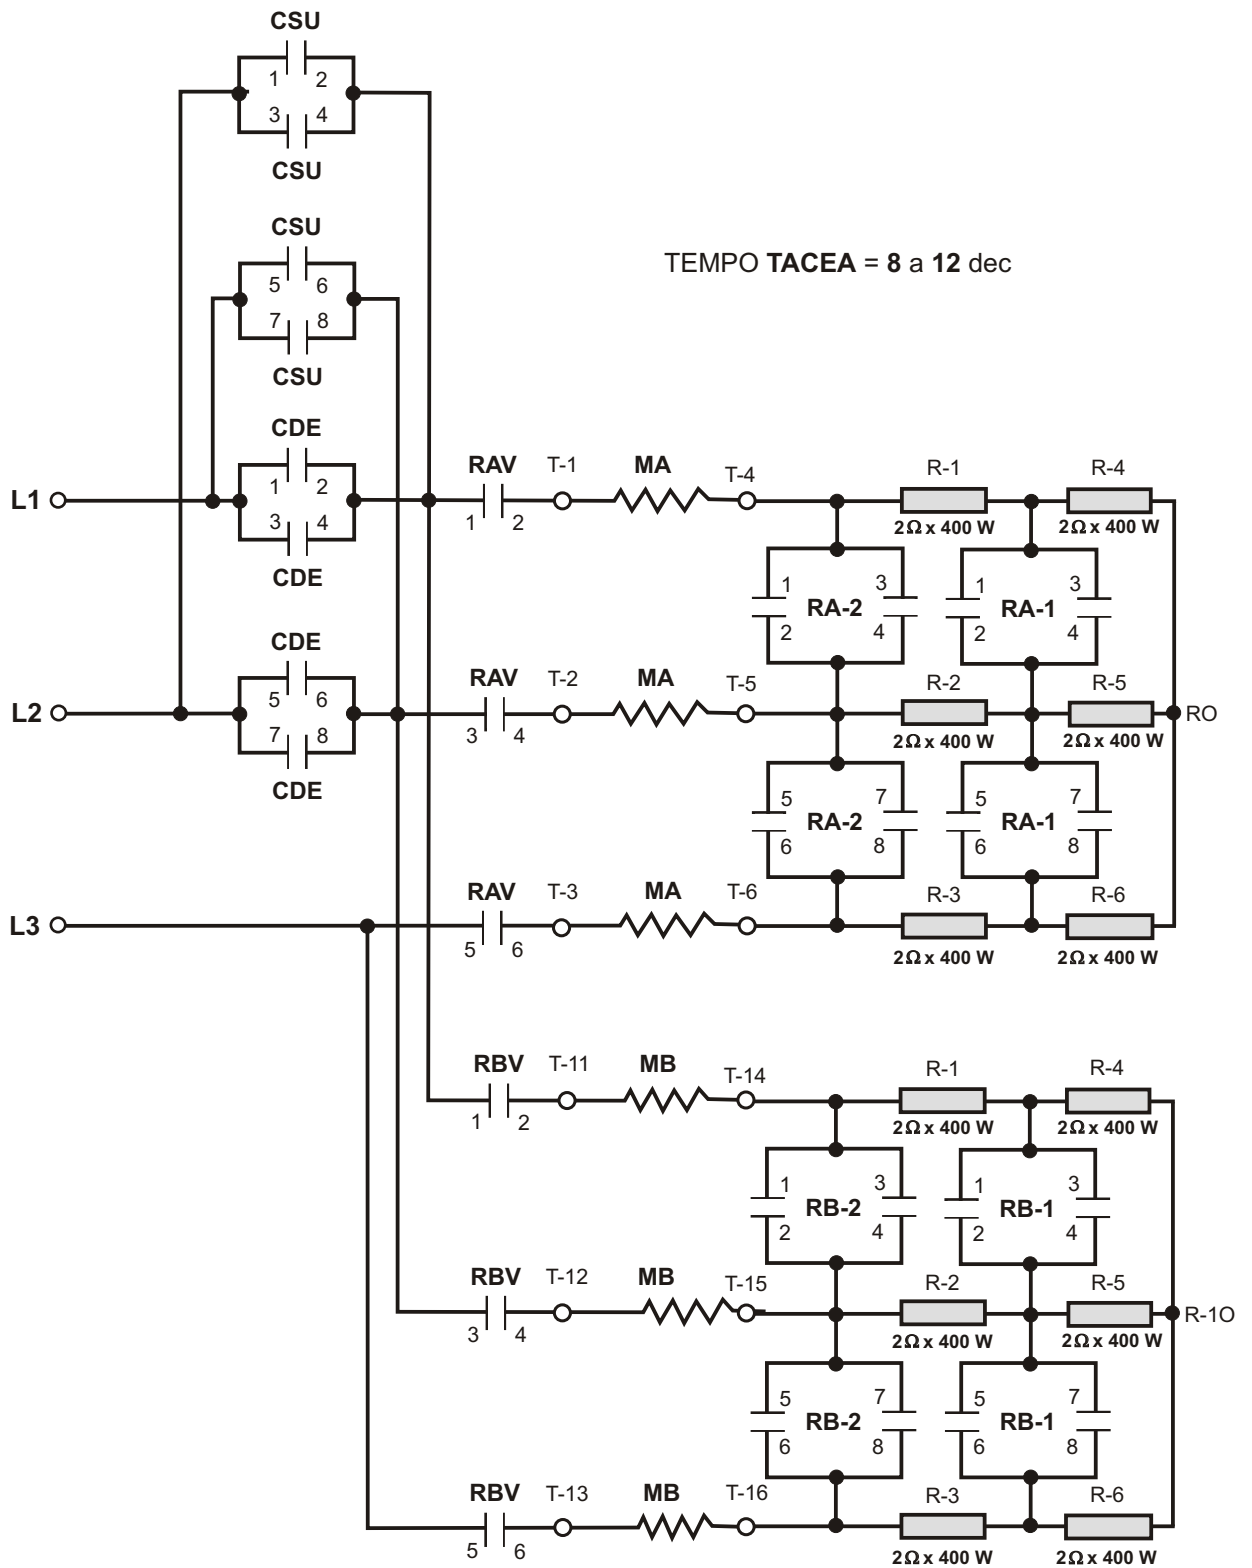 CSU
1 2
3 4
CSU
CSU
5 6
7 8
CSU
TEMPO TACEA = 8 a 12 dec
CDE
L1
1 2
3 4
CDE
RAV T-1 MA T-4 R-1 R-4
1 2
2Ω x 400 W 2Ω x 400 W
1 3 1 3
RA-2 RA-1
2 4 2 4
CDE
L2
5 6
7 8
CDE
RAV T-2 MA T-5 R-2 R-5
3 4
RO
2Ω x 400 W 2Ω x 400 W
5 7 5 7
RA-2 RA-1
6 8 6 8
L3
RAV T-3 MA T-6 R-3 R-6
5 6
2Ω x 400 W 2Ω x 400 W
RBV T-11 MB T-14 R-1 R-4
1 2
2Ω x 400 W 2Ω x 400 W
1 3 1 3
RB-2 RB-1
2 4 2 4
RBV T-12 MB T-15 R-2 R-5
3 4
R-1O
2Ω x 400 W 2Ω x 400 W
5 7 5 7
RB-2 RB-1
6 8 6 8
RBV T-13 MB T-16 R-3 R-6
5 6
2Ω x 400 W 2Ω x 400 W